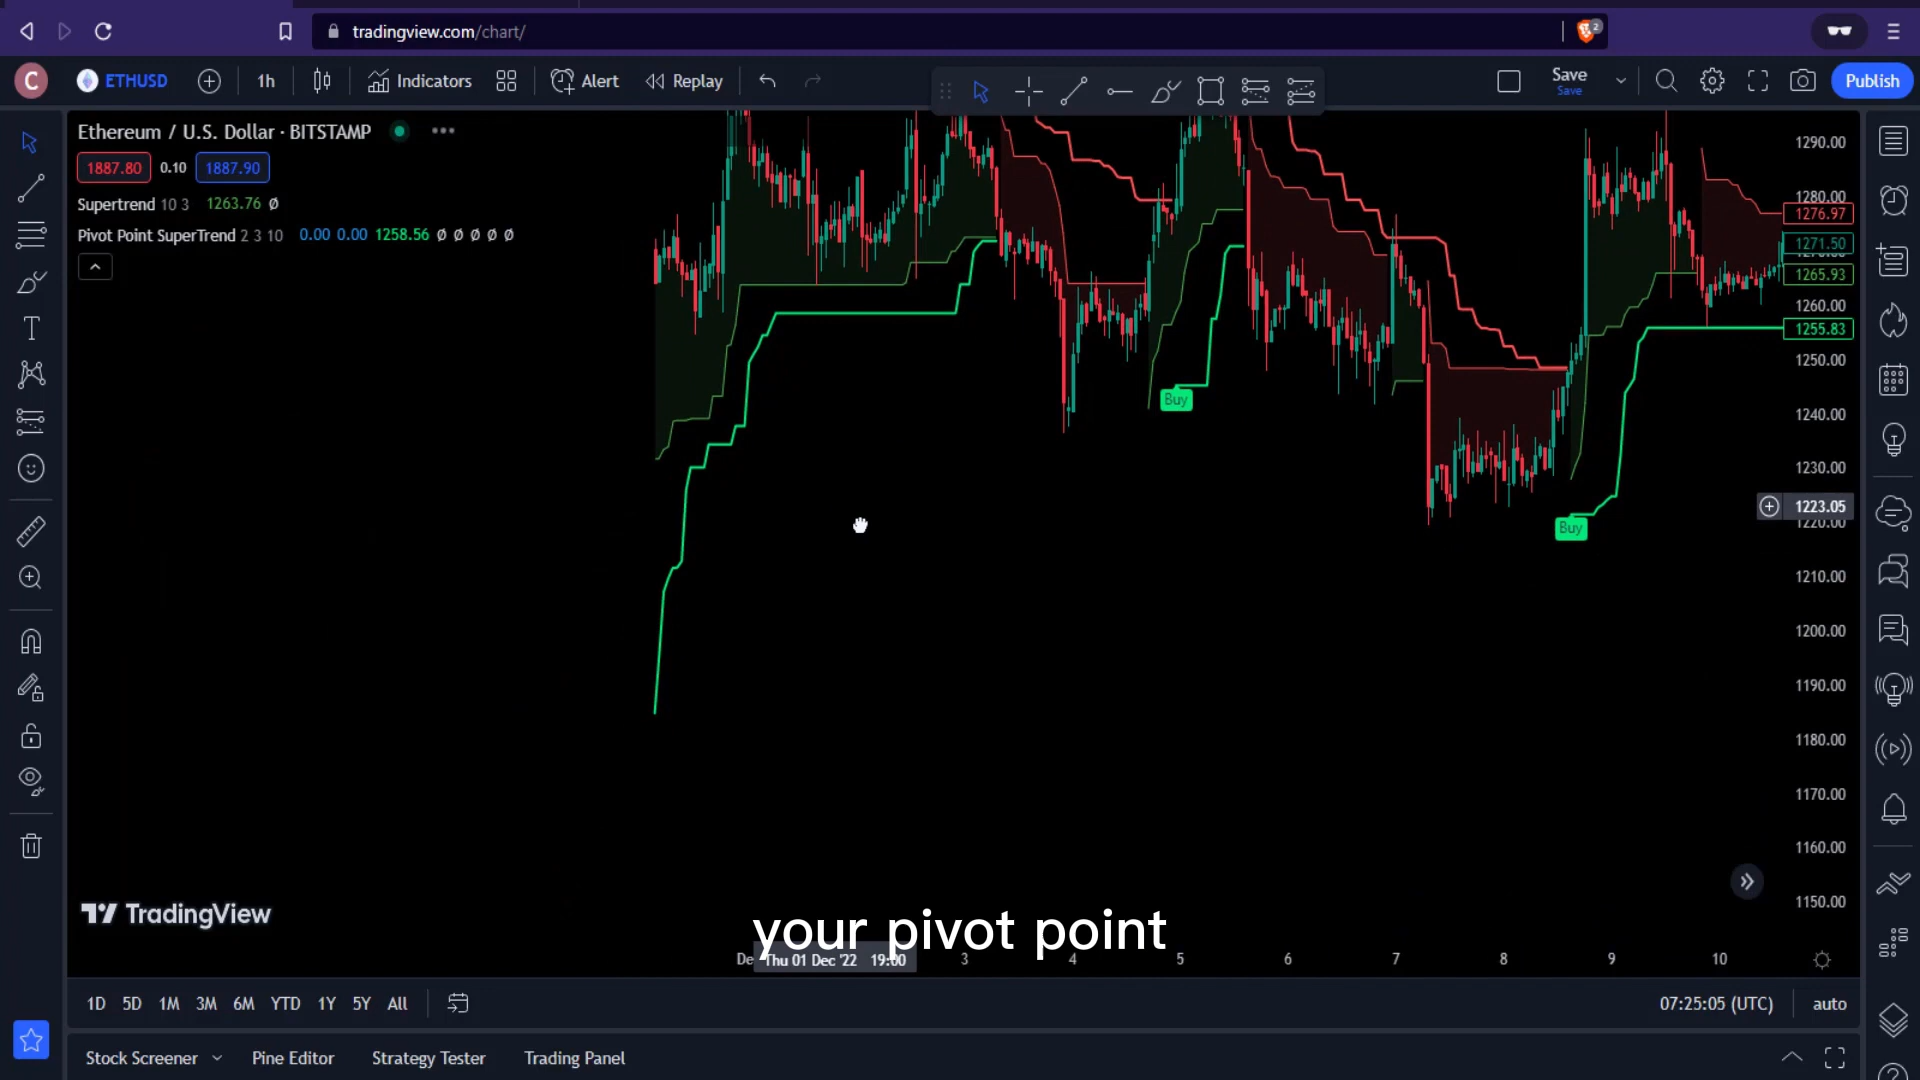 tradingview.com/chart/
2
C ETHUSD 1h Indicators Alert Replay Save Save Publish
Ethereum / U.S. Dollar · BITSTAMP
1887.80 0.10 1887.90
Supertrend 10 3 1263.76 Ø
Pivot Point SuperTrend 2 3 10 0.00 0.00 1258.56 Ø Ø Ø Ø Ø
1290.00
1280.00
1276.97
1271.50
1265.93
1260.00
1255.83
1250.00
Buy
1240.00
1230.00
1223.05
1220.00
Buy
1210.00
1200.00
1190.00
1180.00
1170.00
1160.00
1150.00
TradingView
your pivot point
De Thu 01 Dec '22 19:00 3 4 5 6 7 8 9 10
1D 5D 1M 3M 6M YTD 1Y 5Y All 07:25:05 (UTC) auto
Stock Screener Pine Editor Strategy Tester Trading Panel